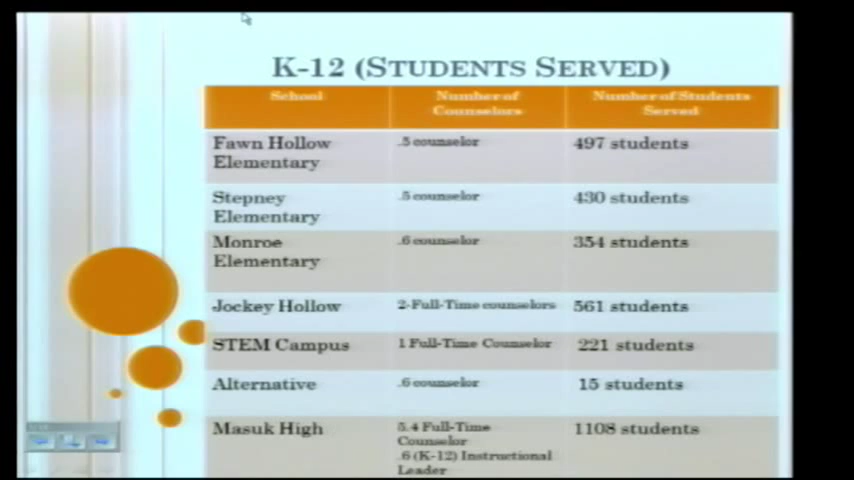 K-12 (STUDENTS SERVED)
School
Number of Counselors
Number of Students Served
Fawn Hollow Elementary
.5 counselor
497 students
Stepney Elementary
.5 counselor
430 students
Monroe Elementary
.6 counselor
354 students
Jockey Hollow
2-Full-Time counselors
561 students
STEM Campus
1 Full-Time Counselor
221 students
Alternative
.6 counselor
15 students
Masuk High
5.4 Full-Time Counselor
.6 (K-12) Instructional Leader
1108 students